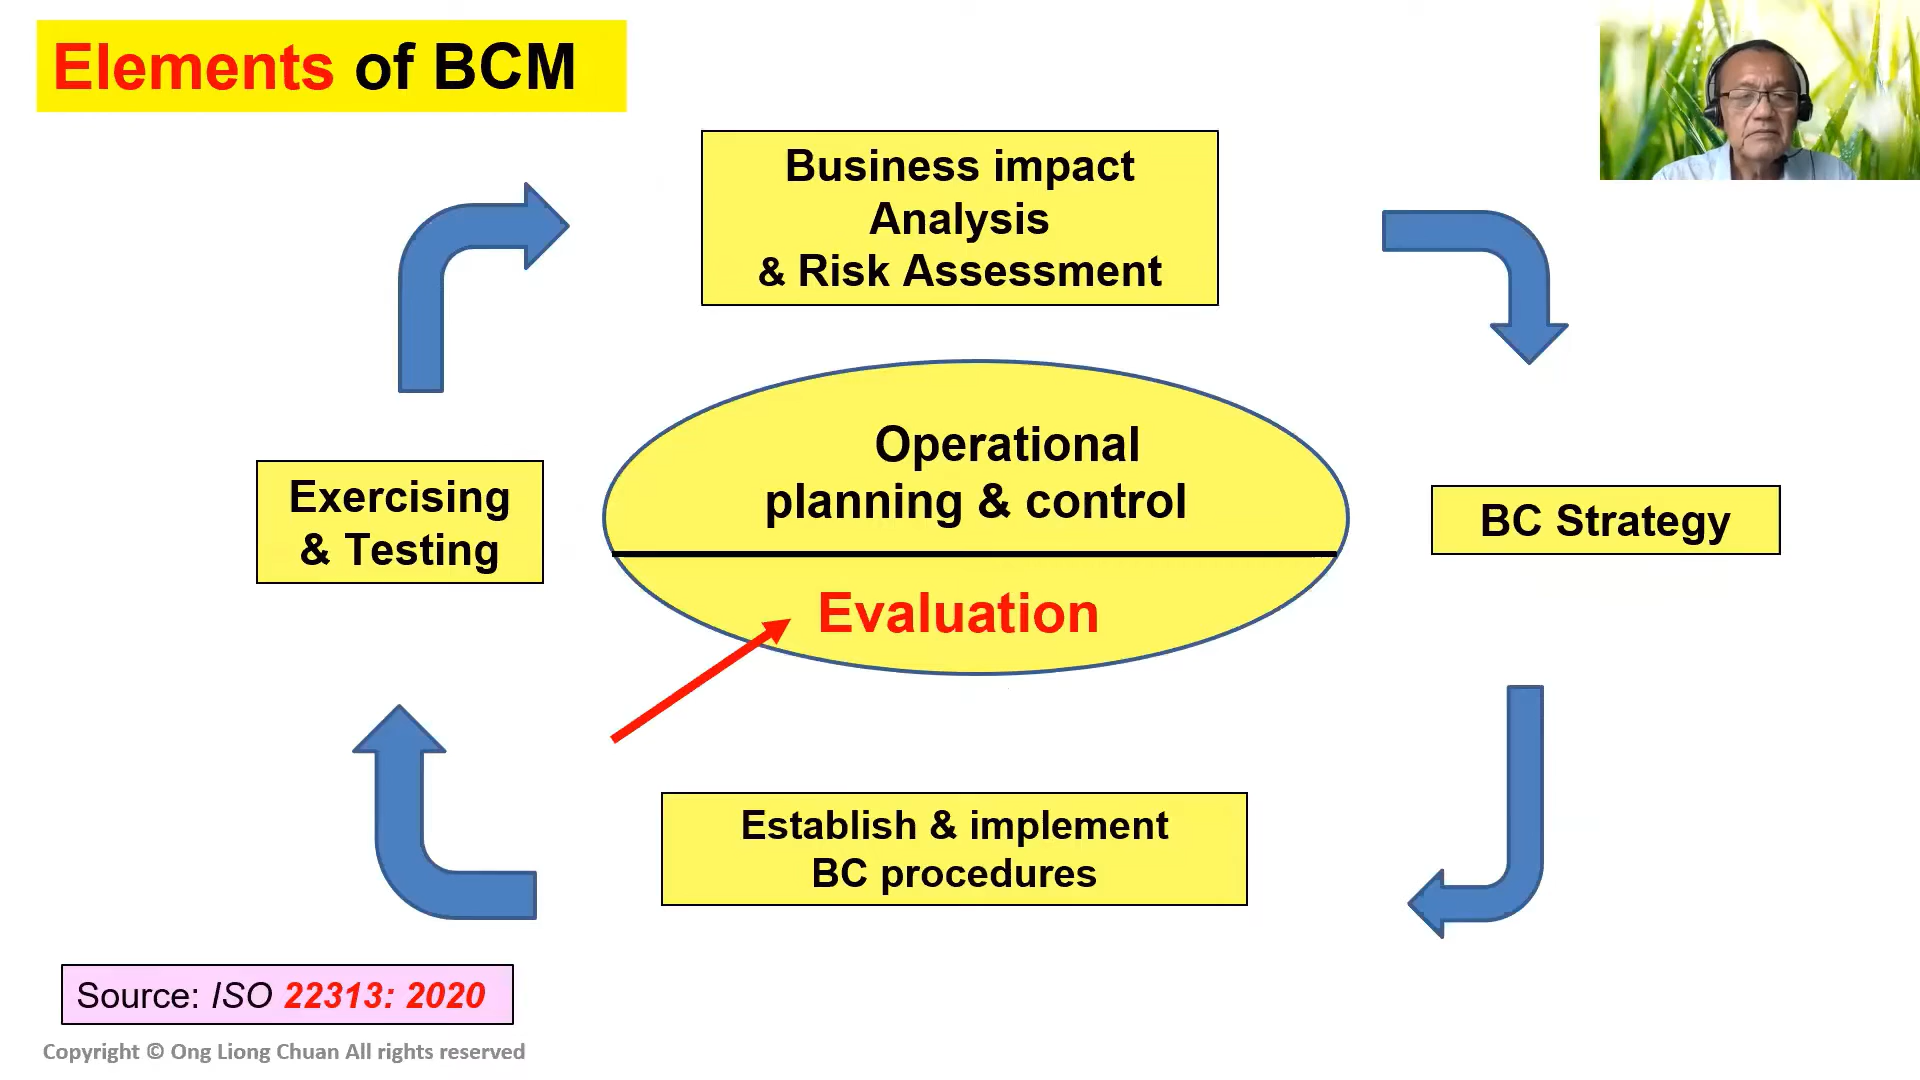 Elements of BCM
Business impact
Analysis
& Risk Assessment
Operational
planning & control
Evaluation
Exercising
& Testing
BC Strategy
Establish & implement
BC procedures
Source: ISO 22313: 2020
Copyright © Ong Liong Chuan All rights reserved